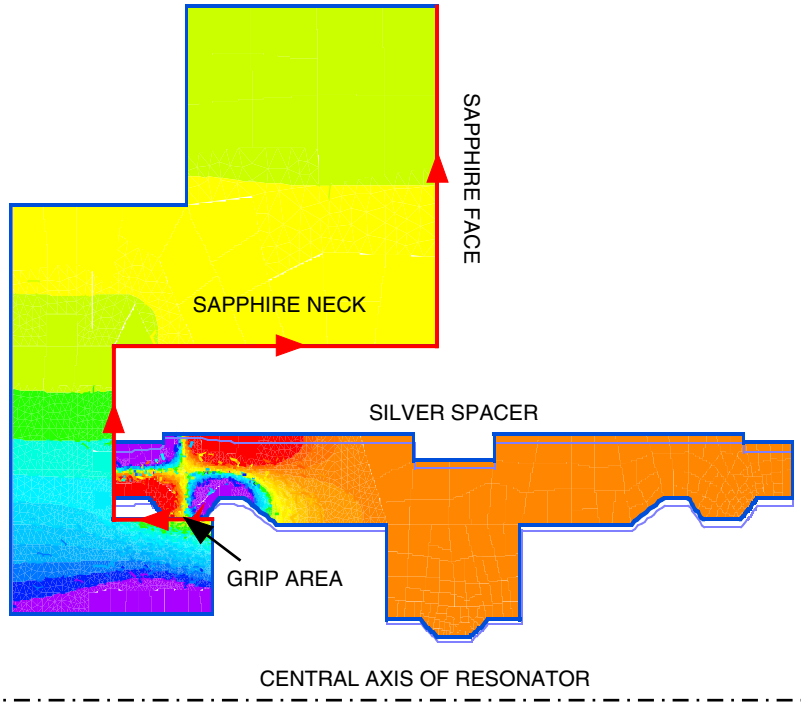 SAPPHIRE FACE
SAPPHIRE NECK
SILVER SPACER
GRIP AREA
CENTRAL AXIS OF RESONATOR